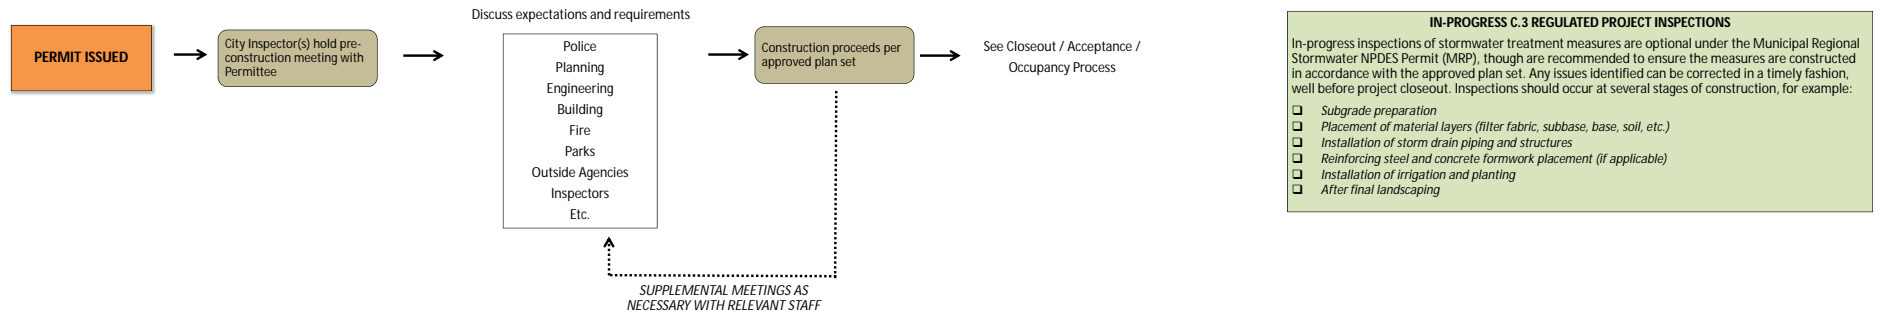 PERMIT ISSUED
City Inspector(s) hold pre-
construction meeting with
Permittee
Discuss expectations and requirements
Police
Planning
Engineering
Building
Fire
Parks
Outside Agencies
Inspectors
Etc.
Construction proceeds per
approved plan set
See Closeout / Acceptance /
Occupancy Process
SUPPLEMENTAL MEETINGS AS
NECESSARY WITH RELEVANT STAFF
IN-PROGRESS C.3 REGULATED PROJECT INSPECTIONS
In-progress inspections of stormwater treatment measures are optional under the Municipal Regional
Stormwater NPDES Permit (MRP), though are recommended to ensure the measures are constructed
in accordance with the approved plan set. Any issues identified can be corrected in a timely fashion,
well before project closeout. Inspections should occur at several stages of construction, for example:
❑ Subgrade preparation
❑ Placement of material layers (filter fabric, subbase, base, soil, etc.)
❑ Installation of storm drain piping and structures
❑ Reinforcing steel and concrete formwork placement (if applicable)
❑ Installation of irrigation and planting
❑ After final landscaping